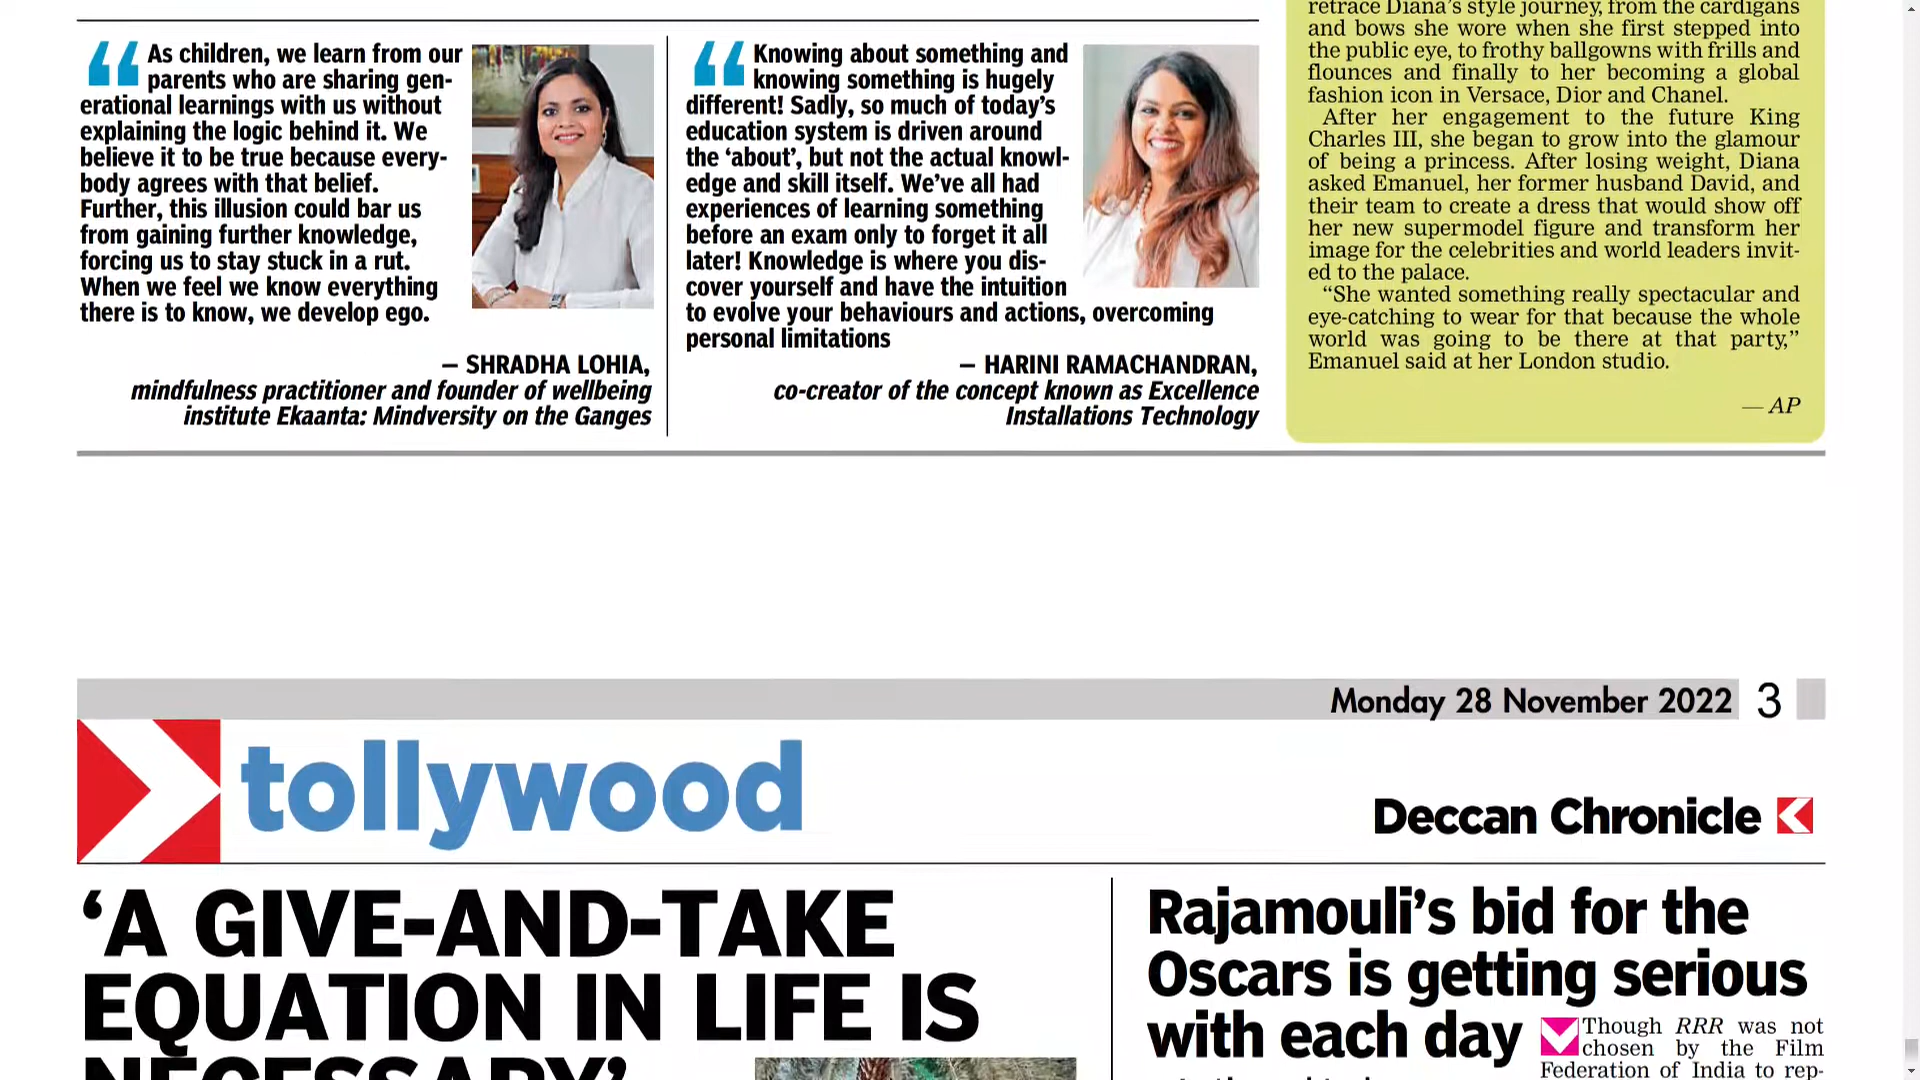 As children, we learn from our
parents who are sharing gen-
erational learnings with us without
explaining the logic behind it. We
believe it to be true because every-
body agrees with that belief.
Further, this illusion could bar us
from gaining further knowledge,
forcing us to stay stuck in a rut.
When we feel we know everything
there is to know, we develop ego.
— SHRADHA LOHIA,
mindfulness practitioner and founder of wellbeing
institute Ekaanta: Mindversity on the Ganges
Knowing about something and
knowing something is hugely
different! Sadly, so much of today's
education system is driven around
the 'about', but not the actual knowl-
edge and skill itself. We've all had
experiences of learning something
before an exam only to forget it all
later! Knowledge is where you dis-
cover yourself and have the intuition
to evolve your behaviours and actions, overcoming
personal limitations
— HARINI RAMACHANDRAN,
co-creator of the concept known as Excellence
Installations Technology
retrace Diana's style journey, from the cardigans
and bows she wore when she first stepped into
the public eye, to frothy ballgowns with frills and
flounces and finally to her becoming a global
fashion icon in Versace, Dior and Chanel.
After her engagement to the future King
Charles III, she began to grow into the glamour
of being a princess. After losing weight, Diana
asked Emanuel, her former husband David, and
their team to create a dress that would show off
her new supermodel figure and transform her
image for the celebrities and world leaders invit-
ed to the palace.
"She wanted something really spectacular and
eye-catching to wear for that because the whole
world was going to be there at that party,"
Emanuel said at her London studio.
— AP
Monday 28 November 2022 3
tollywood
Deccan Chronicle
'A GIVE-AND-TAKE
EQUATION IN LIFE IS
NECESSARY'
Rajamouli's bid for the
Oscars is getting serious
with each day
Though RRR was not
chosen by the Film
Federation of India to rep-